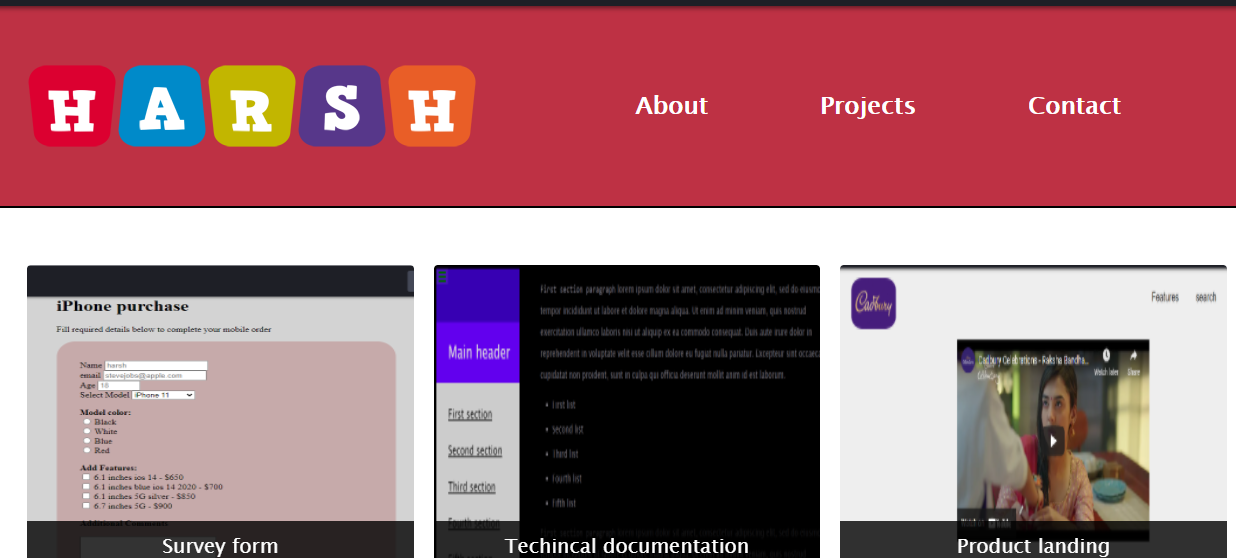 HARSH
About
Projects
Contact
iPhone purchase
Fill required details below to complete your mobile order
Name harsh
email stevejobs@apple.com
Age 18
Select Model iPhone 11
Model color:
Black
White
Blue
Red
Add Features:
6.1 inches ios 14 - $650
6.1 inches blue ios 14 2020 - $700
6.1 inches 5G silver - $850
6.7 inches 5G - $900
Additional Comments
Survey form
Main header
First section
Second section
Third section
Fourth section
First section paragraph lorem ipsum dolor sit amet, consectetur adipiscing elit, sed do eiusmo
tempor incididunt ut labore et dolore magna aliqua. Ut enim ad minim veniam, quis nostrud
exercitation ullamco laboris nisi ut aliquip ex ea commodo consequat. Duis aute irure dolor in
reprehenderit in voluptate velit esse cillum dolore eu fugiat nulla pariatur. Excepteur sint occaeca
cupidatat non proident, sunt in culpa qui officia deserunt mollit anim id est laborum.
First list
second list
Third list
Fourth list
Fifth list
Techincal documentation
Cadbury
Features
search
Cadbury Celebrations - Raksha Bandha...
Watch later
Share
Product landing